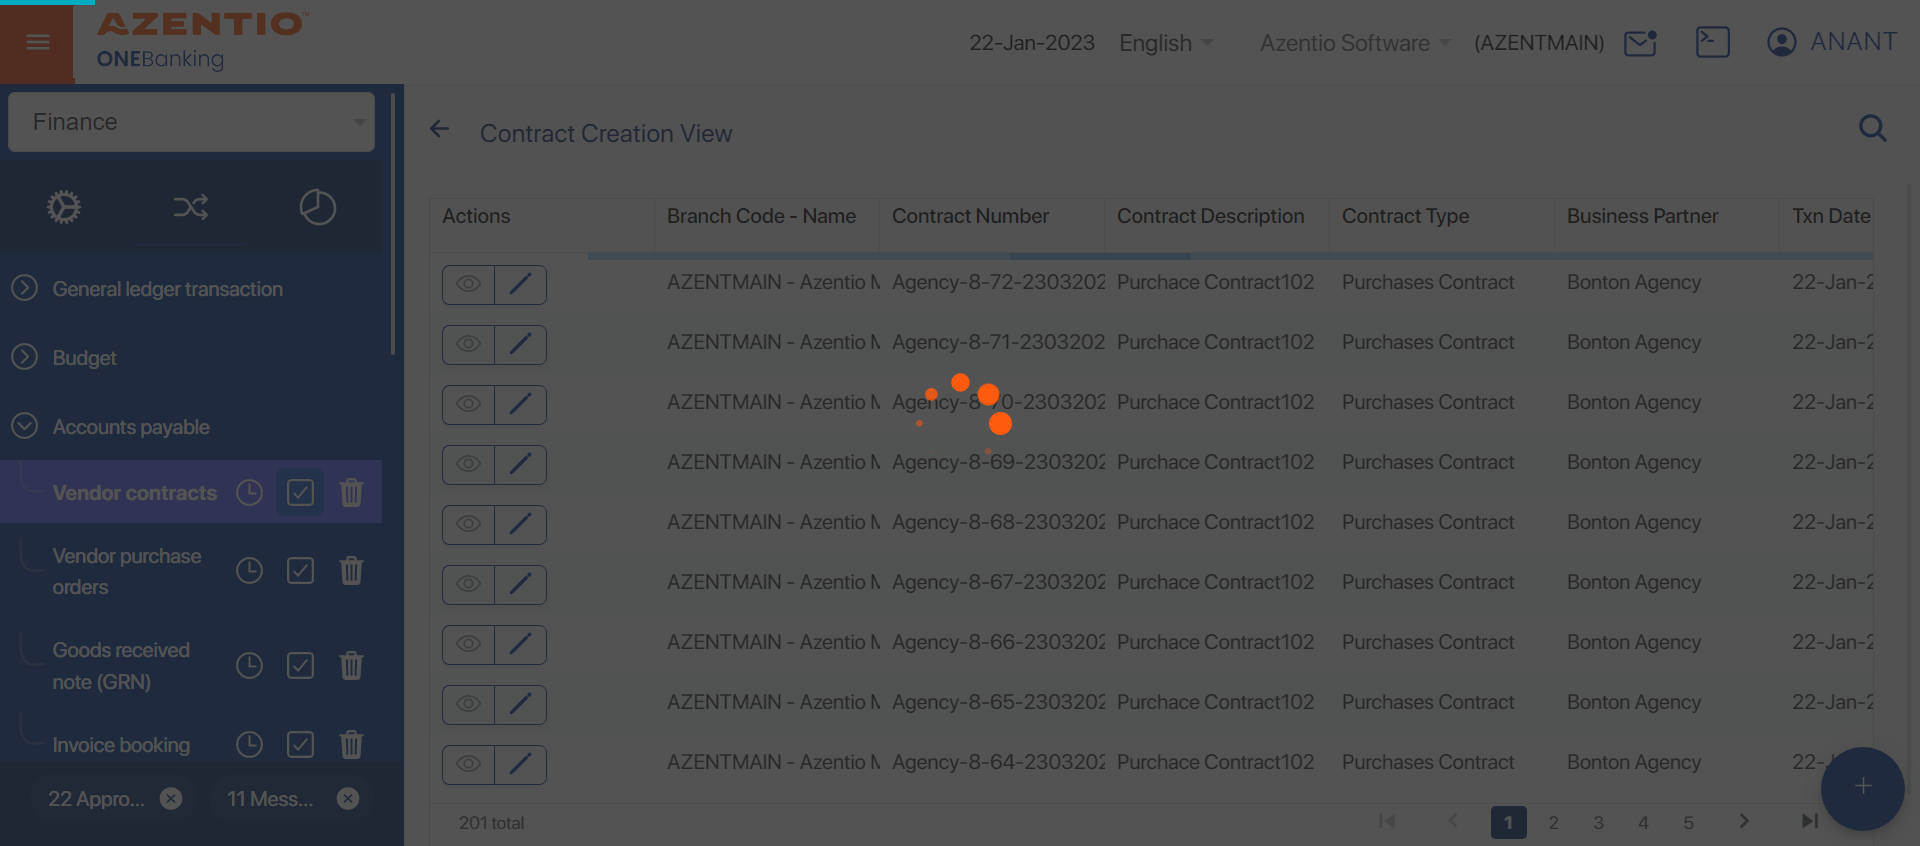 AZENTIO™
ONEBanking
22-Jan-2023
English
Azentio Software
(AZENTMAIN)
ANANT
Finance
General ledger transaction
Budget
Accounts payable
Vendor contracts
Vendor purchase
orders
Goods received
note (GRN)
Invoice booking
22 Appro...
11 Mess...
Contract Creation View
Actions Branch Code - Name Contract Number Contract Description Contract Type Business Partner Txn Date
AZENTMAIN - Azentio M Agency-8-72-2303202 Purchace Contract102 Purchases Contract Bonton Agency 22-Jan-2
AZENTMAIN - Azentio M Agency-8-71-2303202 Purchace Contract102 Purchases Contract Bonton Agency 22-Jan-2
AZENTMAIN - Azentio M Agency-8-70-2303202 Purchace Contract102 Purchases Contract Bonton Agency 22-Jan-2
AZENTMAIN - Azentio M Agency-8-69-2303202 Purchace Contract102 Purchases Contract Bonton Agency 22-Jan-2
AZENTMAIN - Azentio M Agency-8-68-2303202 Purchace Contract102 Purchases Contract Bonton Agency 22-Jan-2
AZENTMAIN - Azentio M Agency-8-67-2303202 Purchace Contract102 Purchases Contract Bonton Agency 22-Jan-2
AZENTMAIN - Azentio M Agency-8-66-2303202 Purchace Contract102 Purchases Contract Bonton Agency 22-Jan-2
AZENTMAIN - Azentio M Agency-8-65-2303202 Purchace Contract102 Purchases Contract Bonton Agency 22-Jan-2
AZENTMAIN - Azentio M Agency-8-64-2303202 Purchace Contract102 Purchases Contract Bonton Agency 22-
201 total 1 2 3 4 5